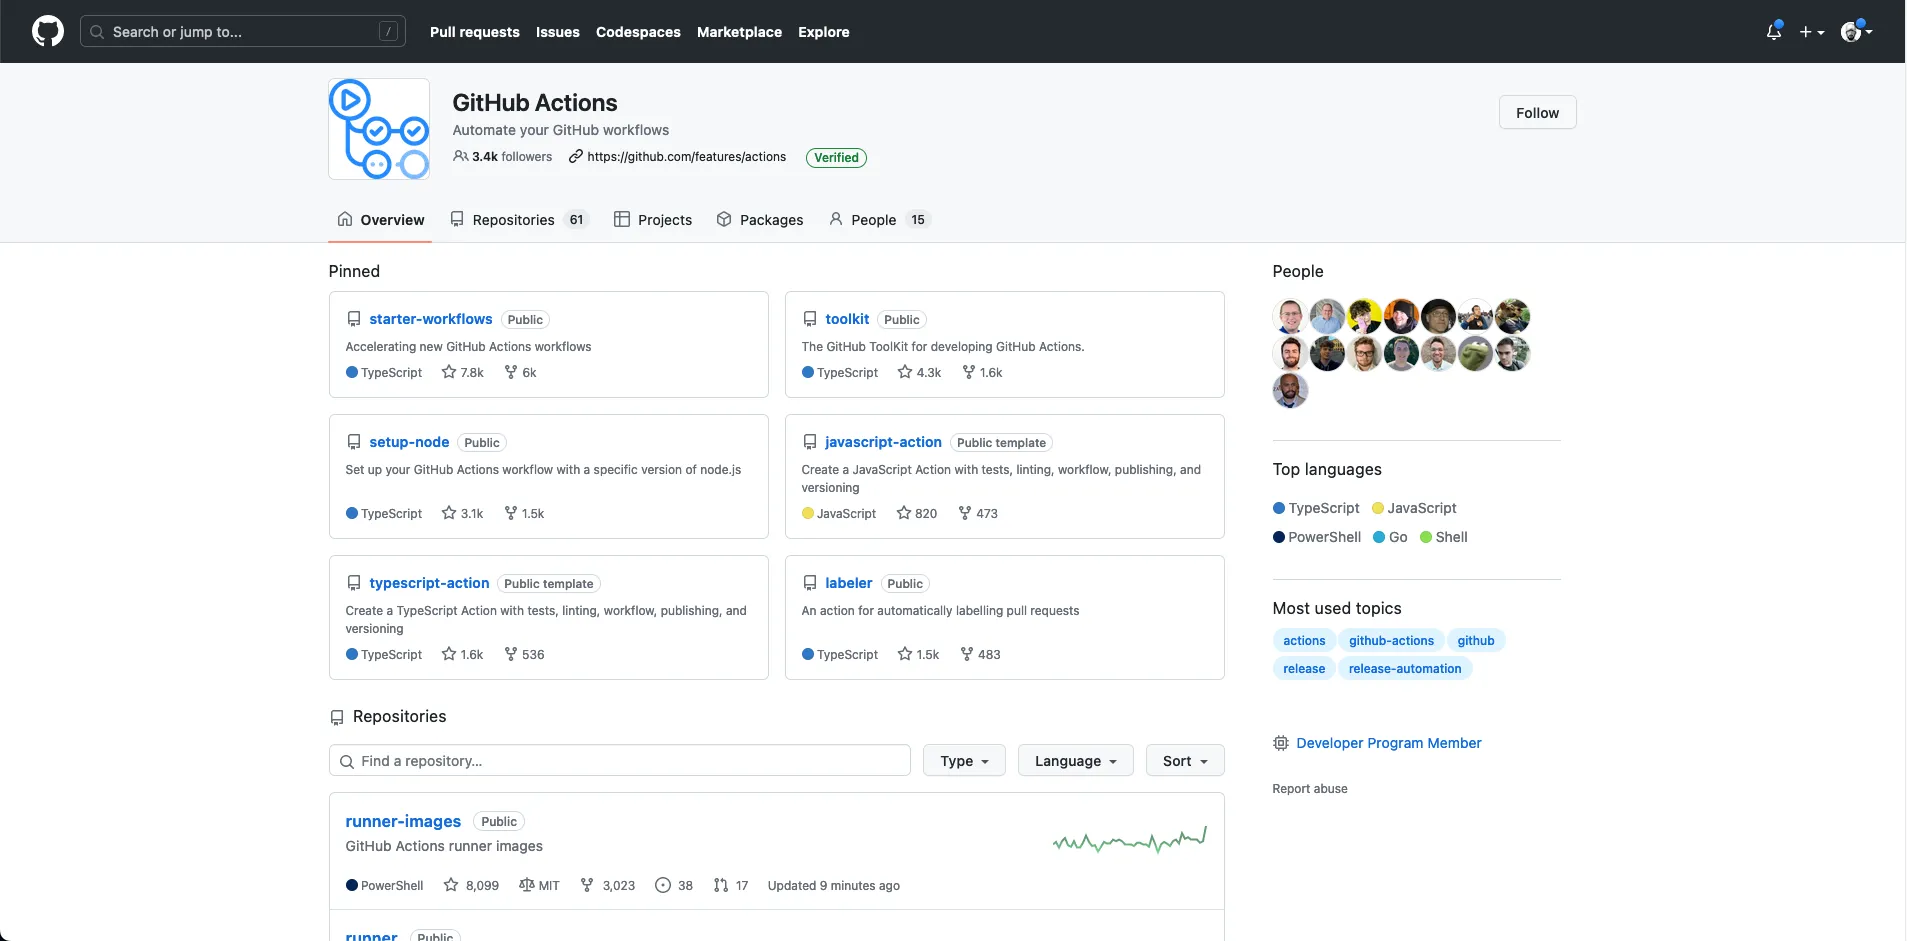 Search or jump to...
/
Pull requests
Issues
Codespaces
Marketplace
Explore
GitHub Actions
Automate your GitHub workflows
3.4k followers
https://github.com/features/actions
Verified
Follow
Overview
Repositories 61
Projects
Packages
People 15
Pinned
starter-workflows Public
Accelerating new GitHub Actions workflows
TypeScript 7.8k 6k
toolkit Public
The GitHub ToolKit for developing GitHub Actions.
TypeScript 4.3k 1.6k
setup-node Public
Set up your GitHub Actions workflow with a specific version of node.js
TypeScript 3.1k 1.5k
javascript-action Public template
Create a JavaScript Action with tests, linting, workflow, publishing, and
versioning
JavaScript 820 473
typescript-action Public template
Create a TypeScript Action with tests, linting, workflow, publishing, and
versioning
TypeScript 1.6k 536
labeler Public
An action for automatically labelling pull requests
TypeScript 1.5k 483
Repositories
Find a repository...
Type
Language
Sort
runner-images Public
GitHub Actions runner images
PowerShell 8,099 MIT 3,023 38 17 Updated 9 minutes ago
runner Public
People
Top languages
TypeScript JavaScript
PowerShell Go Shell
Most used topics
actions github-actions github
release release-automation
Developer Program Member
Report abuse